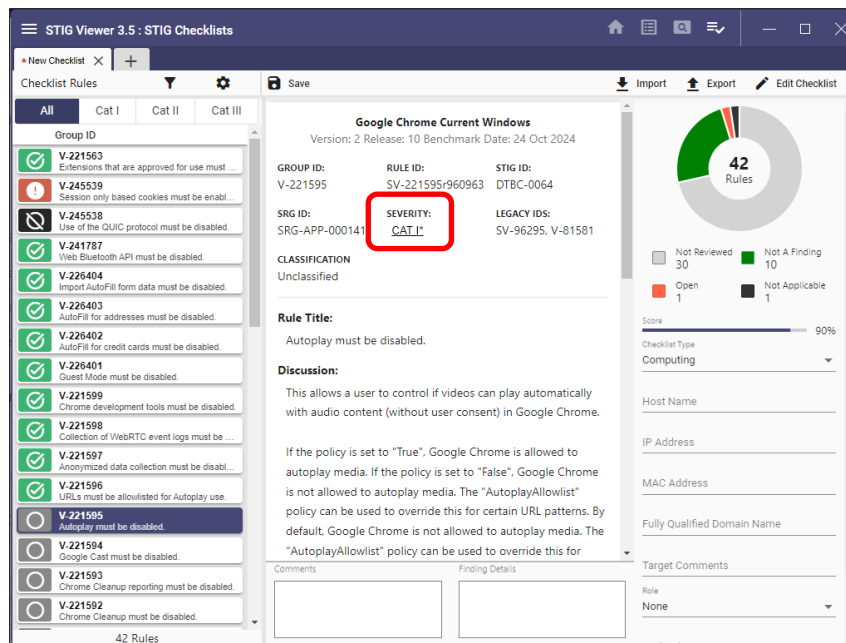 STIG Viewer 3.5 : STIG Checklists
* New Checklist
Checklist Rules
Save
Import
Export
Edit Checklist
All
Cat I
Cat II
Cat III
Group ID
V-221563
Extensions that are approved for use must ...
V-245539
Session only based cookies must be enabl...
V-245538
Use of the QUIC protocol must be disabled.
V-241787
Web Bluetooth API must be disabled.
V-226404
Import AutoFill form data must be disabled.
V-226403
AutoFill for addresses must be disabled.
V-226402
AutoFill for credit cards must be disabled.
V-226401
Guest Mode must be disabled.
V-221599
Chrome development tools must be disabled.
V-221598
Collection of WebRTC event logs must be ...
V-221597
Anonymized data collection must be disabl...
V-221596
URLs must be allowlisted for Autoplay use.
V-221595
Autoplay must be disabled.
V-221594
Google Cast must be disabled.
V-221593
Chrome Cleanup reporting must be disabled.
V-221592
Chrome Cleanup must be disabled.
42 Rules
Google Chrome Current Windows
Version: 2 Release: 10 Benchmark Date: 24 Oct 2024
GROUP ID: RULE ID: STIG ID:
V-221595 SV-221595r960963 DTBC-0064
SRG ID: SEVERITY: LEGACY IDS:
SRG-APP-000141 CAT I* SV-96295, V-81581
CLASSIFICATION
Unclassified
Rule Title:
Autoplay must be disabled.
Discussion:
This allows a user to control if videos can play automatically
with audio content (without user consent) in Google Chrome.
If the policy is set to "True", Google Chrome is allowed to
autoplay media. If the policy is set to "False", Google Chrome
is not allowed to autoplay media. The "AutoplayAllowlist"
policy can be used to override this for certain URL patterns. By
default, Google Chrome is not allowed to autoplay media. The
"AutoplayAllowlist" policy can be used to override this for
Comments
Finding Details
42
Rules
Not Reviewed
30
Not A Finding
10
Open
1
Not Applicable
1
Score
90%
Checklist Type
Computing
Host Name
IP Address
MAC Address
Fully Qualified Domain Name
Target Comments
Role
None